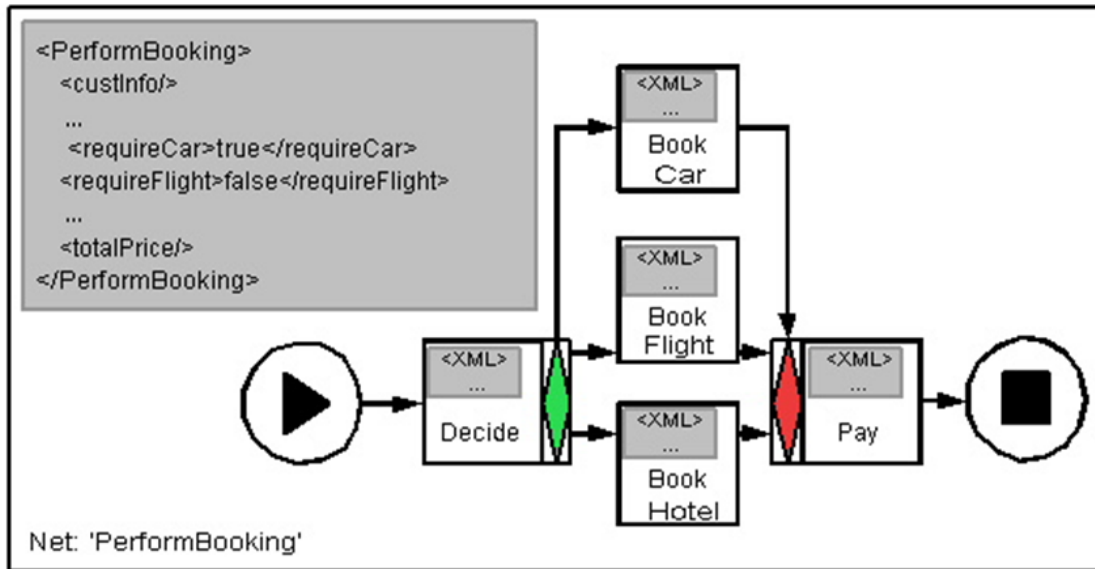 <PerformBooking>
<custInfo/>
...
<requireCar>true</requireCar>
<requireFlight>false</requireFlight>
...
<totalPrice/>
</PerformBooking>
<XML>
...
Book
Car
<XML>
...
Book
Flight
<XML>
...
Decide
<XML>
...
Book
Hotel
<XML>
...
Pay
Net: 'PerformBooking'